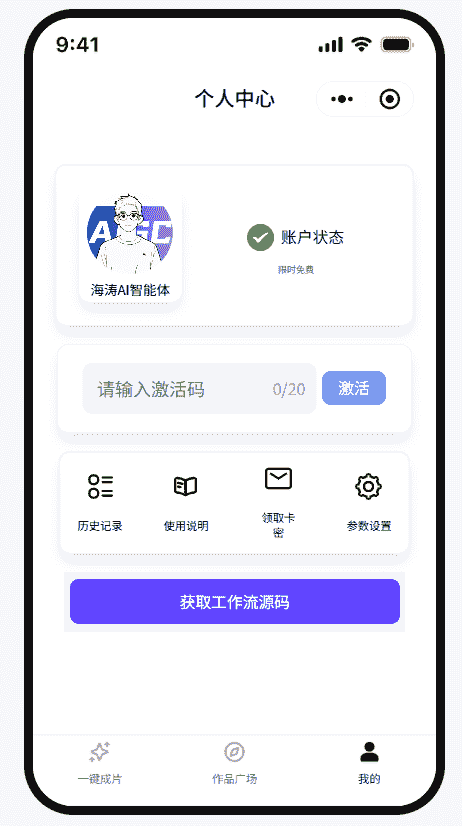 9:41
个人中心
海涛AI智能体
账户状态
限时免费
请输入激活码
0/20
激活
历史记录
使用说明
领取卡
密
参数设置
获取工作流源码
一键成片
作品广场
我的